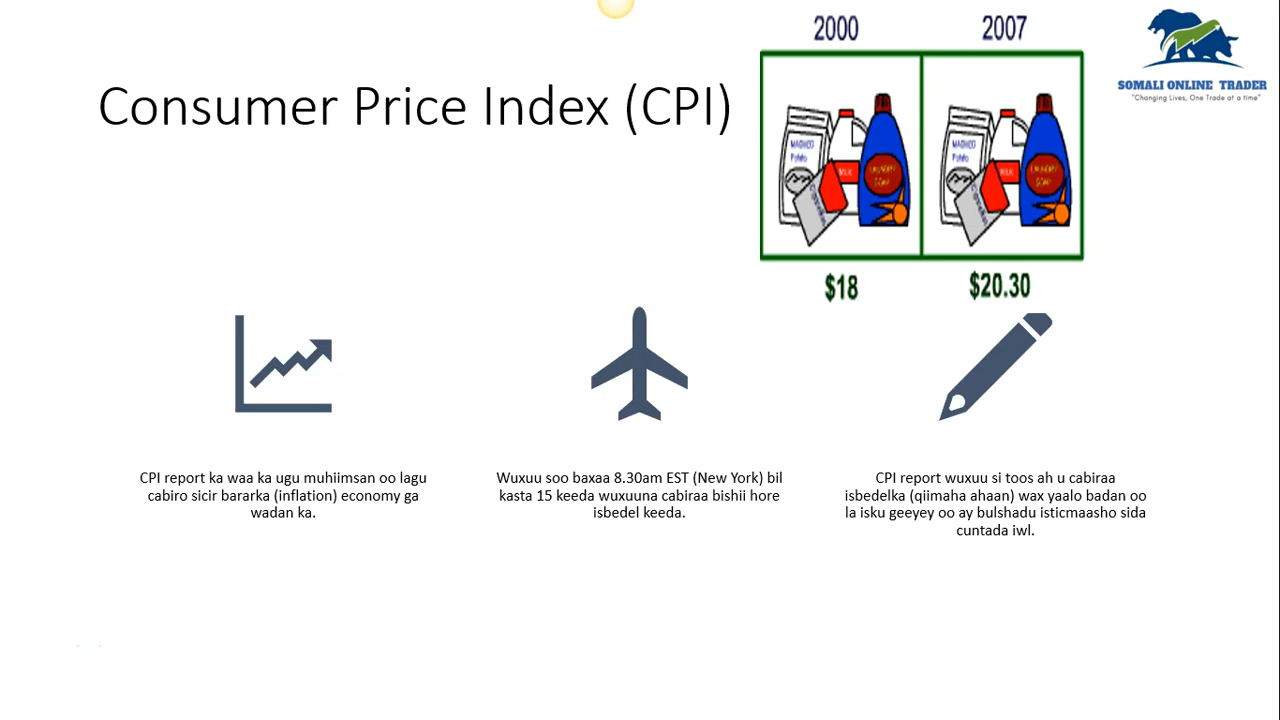 2000
2007
SOMALI ONLINE TRADER
"Changing Lives, One Trade at a time"
Consumer Price Index (CPI)
MILK
LAUNDRY
SOAP
$18
$20.30
CPI report ka waa ka ugu muhiimsan oo lagu
cabiro sicir bararka (inflation) economy ga
wadan ka.
Wuxuu soo baxaa 8.30am EST (New York) bil
kasta 15 keeda wuxuuna cabiraa bishii hore
isbedel keeda.
CPI report wuxuu si toos ah u cabiraa
isbedelka (qiimaha ahaan) wax yaalo badan oo
la isku geeyey oo ay bulshadu isticmaasho sida
cuntada iwl.